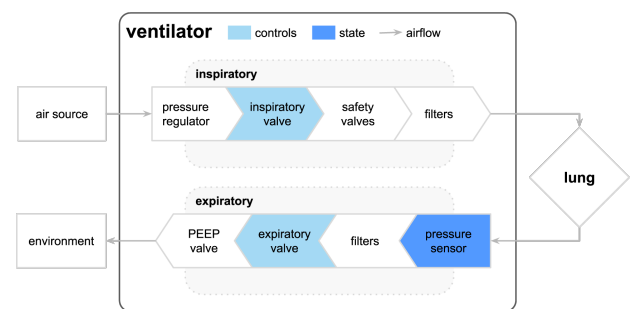 ventilator controls state airflow
inspiratory
air source
pressure
regulator
inspiratory
valve
safety
valves
filters
lung
expiratory
environment
PEEP
valve
expiratory
valve
filters
pressure
sensor